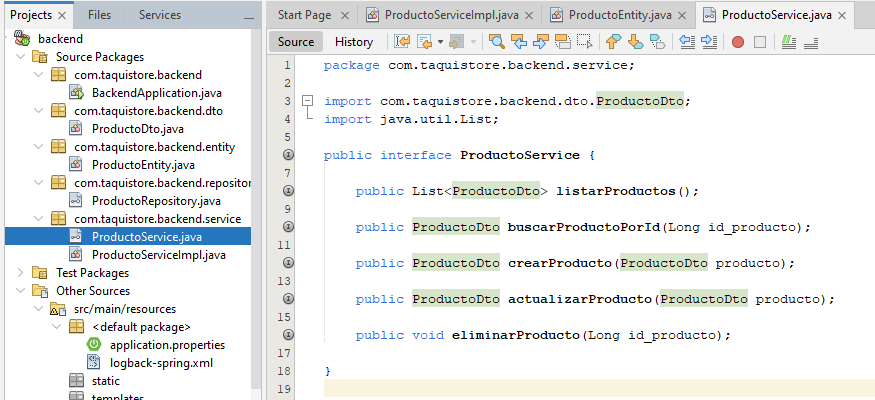 Projects
Files
Services
backend
Source Packages
com.taquistore.backend
BackendApplication.java
com.taquistore.backend.dto
ProductoDto.java
com.taquistore.backend.entity
ProductoEntity.java
com.taquistore.backend.repositor
ProductoRepository.java
com.taquistore.backend.service
ProductoService.java
ProductoServiceImpl.java
Test Packages
Other Sources
src/main/resources
<default package>
application.properties
logback-spring.xml
static
templates
Start Page
ProductoServiceImpl.java
ProductoEntity.java
ProductoService.java
Source
History
1 package com.taquistore.backend.service;
2
3 import com.taquistore.backend.dto.ProductoDto;
4 import java.util.List;
5
public interface ProductoService {
7
public List<ProductoDto> listarProductos();
9
public ProductoDto buscarProductoPorId(Long id_producto);
11
public ProductoDto crearProducto(ProductoDto producto);
13
public ProductoDto actualizarProducto(ProductoDto producto);
15
public void eliminarProducto(Long id_producto);
17
18 }
19